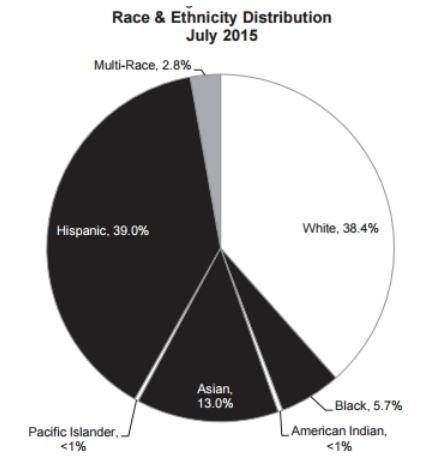 Race & Ethnicity Distribution
July 2015
Multi-Race, 2.8%
Hispanic, 39.0%
White, 38.4%
Asian,
13.0%
Black, 5.7%
Pacific Islander,
<1%
American Indian,
<1%